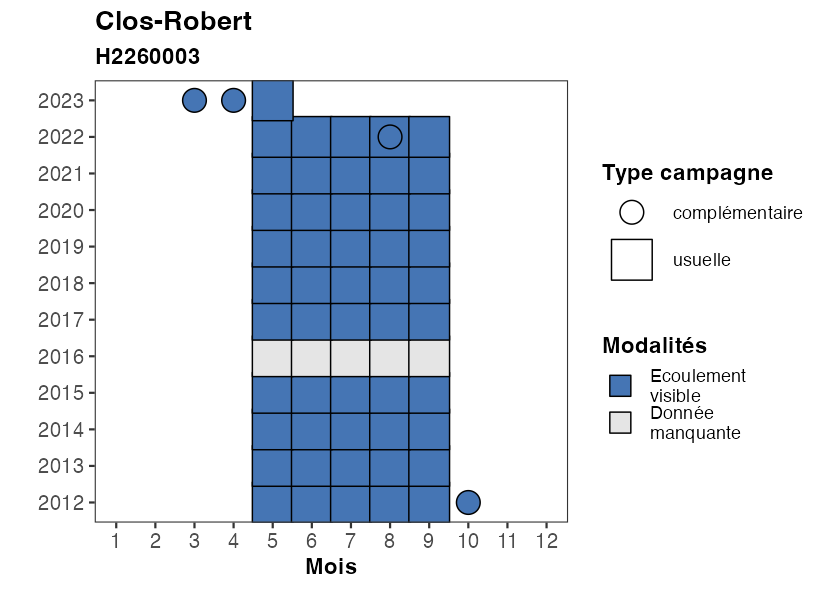 Clos-Robert
H2260003
2023
2022
2021
2020
2019
2018
2017
2016
2015
2014
2013
2012
1 2 3 4 5 6 7 8 9 10 11 12
Mois
Type campagne
complémentaire
usuelle
Modalités
Ecoulement
visible
Donnée
manquante